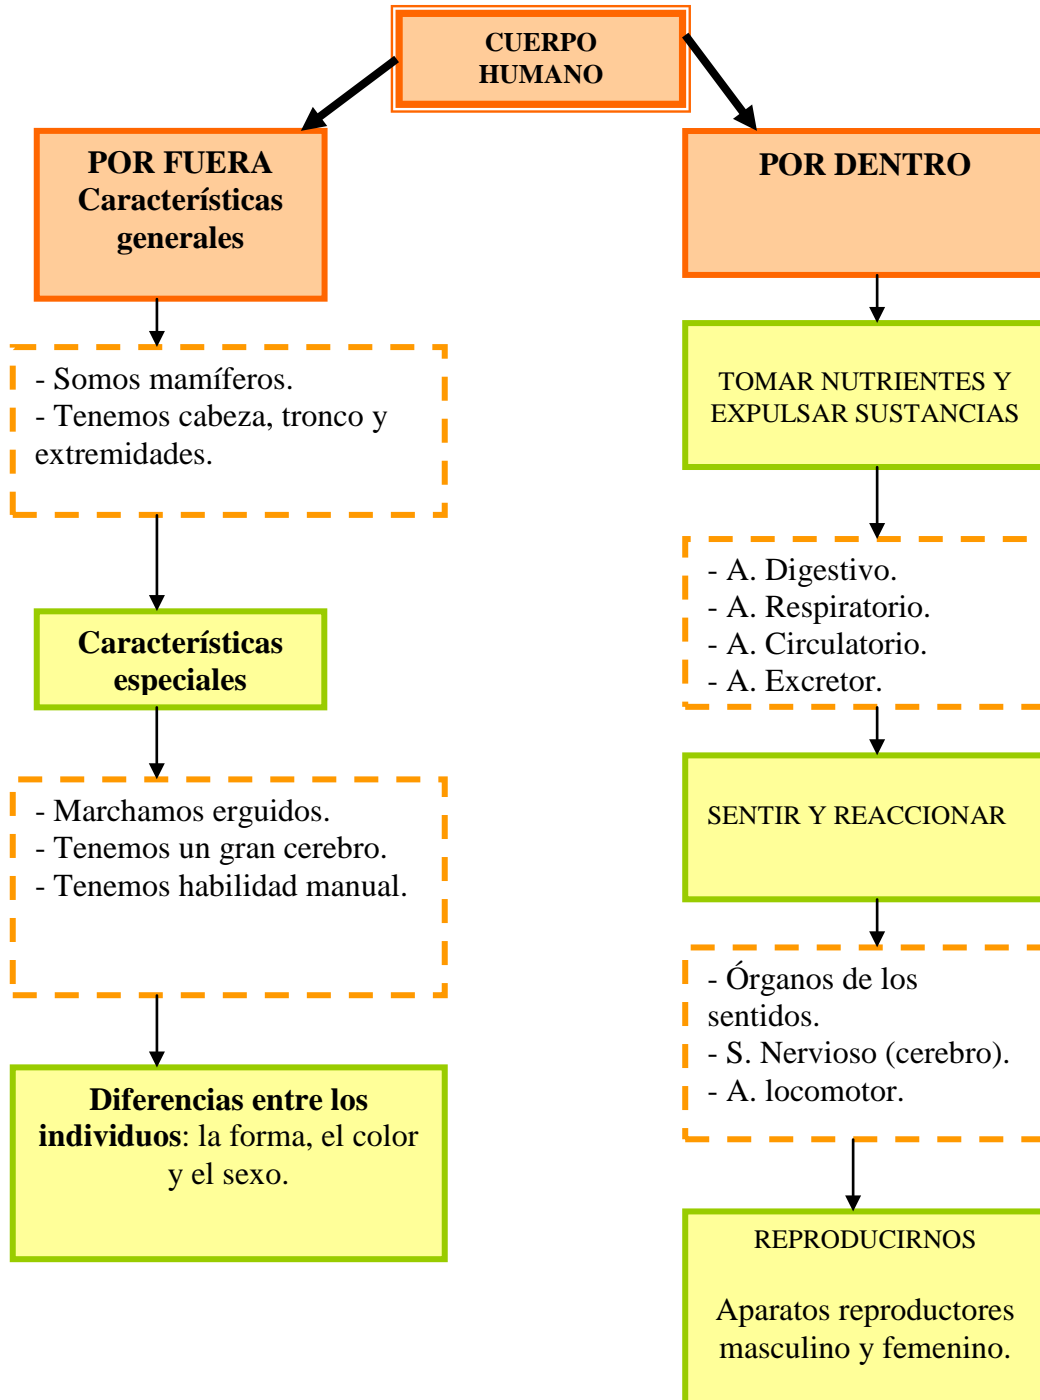 CUERPO
HUMANO
POR FUERA
Características
generales
- Somos mamíferos.
- Tenemos cabeza, tronco y
extremidades.
Características
especiales
- Marchamos erguidos.
- Tenemos un gran cerebro.
- Tenemos habilidad manual.
Diferencias entre los
individuos: la forma, el color
y el sexo.
POR DENTRO
TOMAR NUTRIENTES Y
EXPULSAR SUSTANCIAS
- A. Digestivo.
- A. Respiratorio.
- A. Circulatorio.
- A. Excretor.
SENTIR Y REACCIONAR
- Órganos de los
sentidos.
- S. Nervioso (cerebro).
- A. locomotor.
REPRODUCIRNOS
Aparatos reproductores
masculino y femenino.